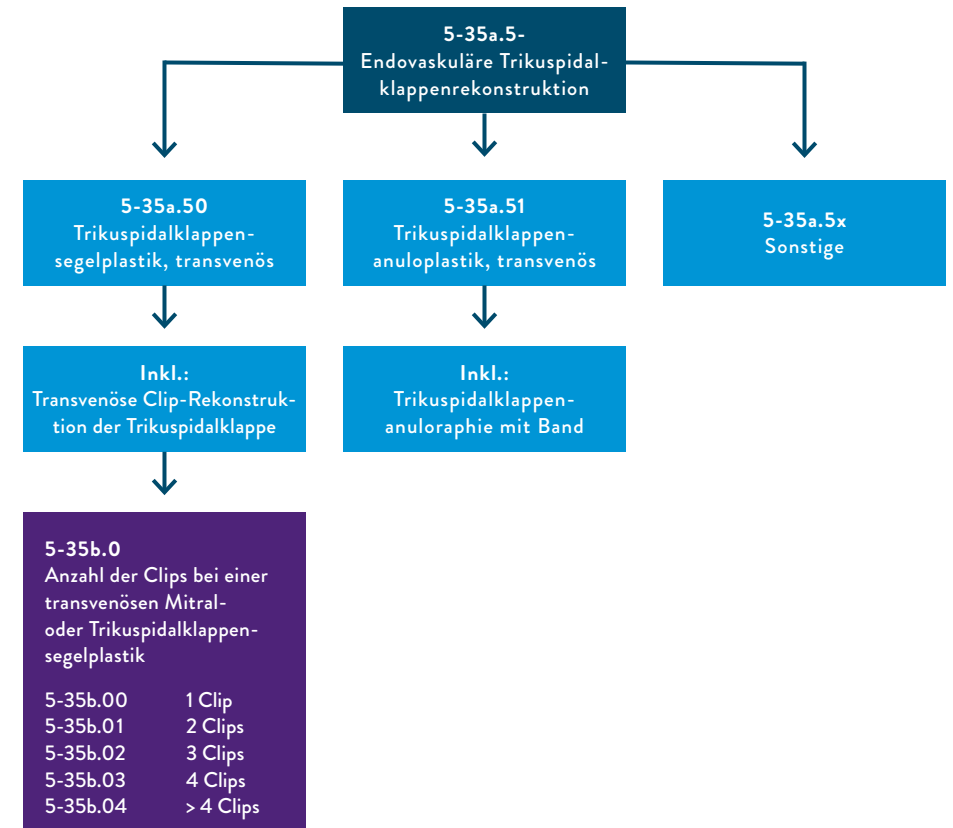 5-35a.5-
Endovaskuläre Trikuspidal-
klappenrekonstruktion
5-35a.50
Trikuspidalklappen-
segelplastik, transvenös
5-35a.51
Trikuspidalklappen-
anuloplastik, transvenös
5-35a.5x
Sonstige
Inkl.:
Transvenöse Clip-Rekonstruk-
tion der Trikuspidalklappe
Inkl.:
Trikuspidalklappen-
anuloraphie mit Band
5-35b.0
Anzahl der Clips bei einer
transvenösen Mitral-
oder Trikuspidalklappen-
segelplastik
5-35b.00 1 Clip
5-35b.01 2 Clips
5-35b.02 3 Clips
5-35b.03 4 Clips
5-35b.04 > 4 Clips